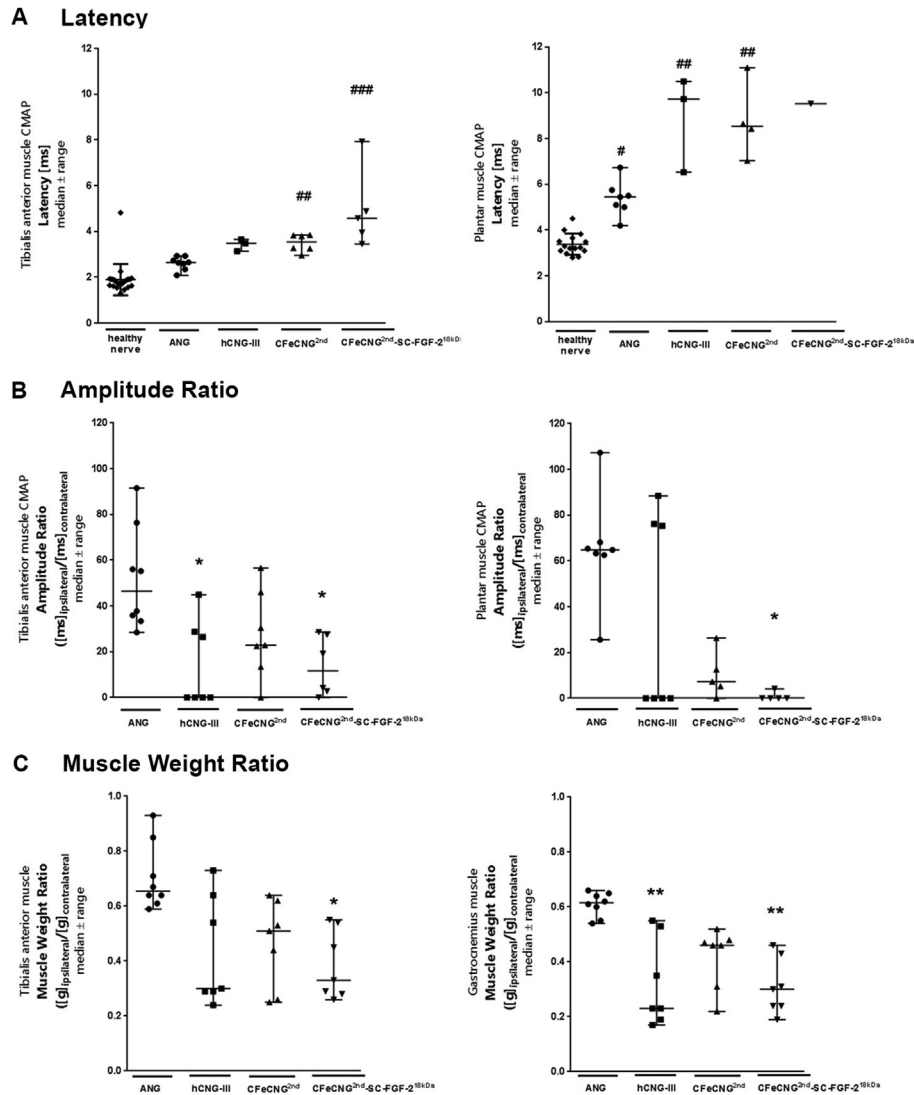 A Latency
Tibialis anterior muscle CMAP
Latency [ms]
median ± range
12
10
8
6
4
2
0
##
###
healthy nerve
ANG
hCNG-III
CFeCNG2nd
CFeCNG2nd-SC-FGF-218kDa
Plantar muscle CMAP
Latency [ms]
median ± range
12
10
8
6
4
2
0
#
##
##
healthy nerve
ANG
hCNG-III
CFeCNG2nd
CFeCNG2nd-SC-FGF-218kDa
B Amplitude Ratio
Tibialis anterior muscle CMAP
Amplitude Ratio
([ms]ipsilateral/[ms]contralateral
median ± range
120
100
80
60
40
20
0
*
*
ANG
hCNG-III
CFeCNG2nd
CFeCNG2nd-SC-FGF-218kDa
Plantar muscle CMAP
Amplitude Ratio
([ms]ipsilateral/[ms]contralateral
median ± range
120
100
80
60
40
20
0
*
ANG
hCNG-III
CFeCNG2nd
CFeCNG2nd-SC-FGF-218kDa
C Muscle Weight Ratio
Tibialis anterior muscle
Muscle Weight Ratio
([g]ipsilateral/[g]contralateral
median ± range
1.0
0.8
0.6
0.4
0.2
0.0
*
ANG
hCNG-III
CFeCNG2nd
CFeCNG2nd-SC-FGF-218kDa
Gastrocnemius muscle
Muscle Weight Ratio
([g]ipsilateral/[g]contralateral
median ± range
1.0
0.8
0.6
0.4
0.2
0.0
**
**
ANG
hCNG-III
CFeCNG2nd
CFeCNG2nd-SC-FGF-218kDa